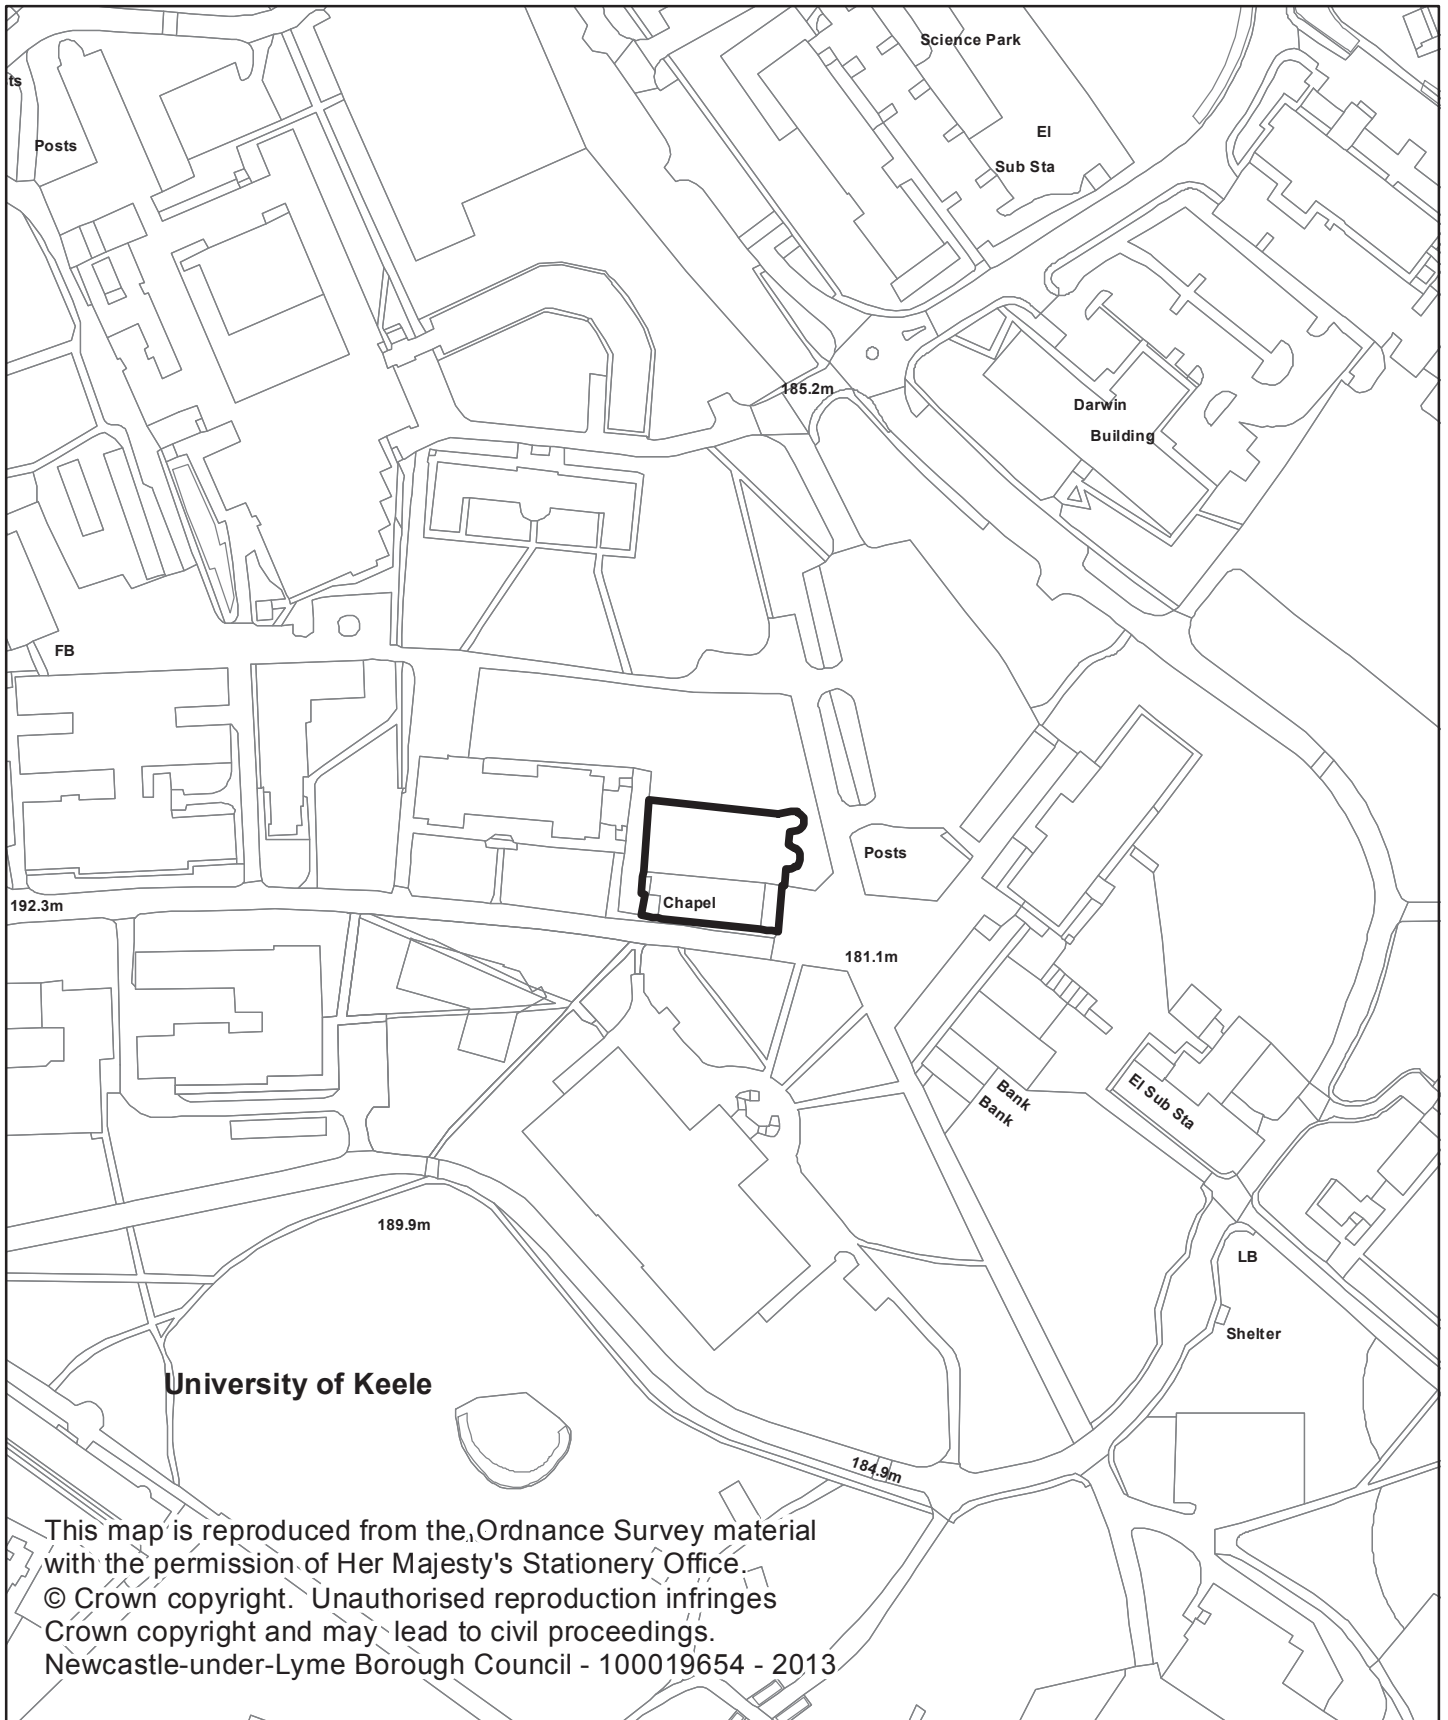 Science Park
ts
El
Posts
Sub Sta
185.2m
Darwin
Building
FB
Posts
Chapel
192.3m
181.1m
Bank
Bank
El Sub Sta
189.9m
LB
Shelter
University of Keele
184.9m
This map is reproduced from the Ordnance Survey material
with the permission of Her Majesty's Stationery Office.
© Crown copyright. Unauthorised reproduction infringes
Crown copyright and may lead to civil proceedings.
Newcastle-under-Lyme Borough Council - 100019654 - 2013